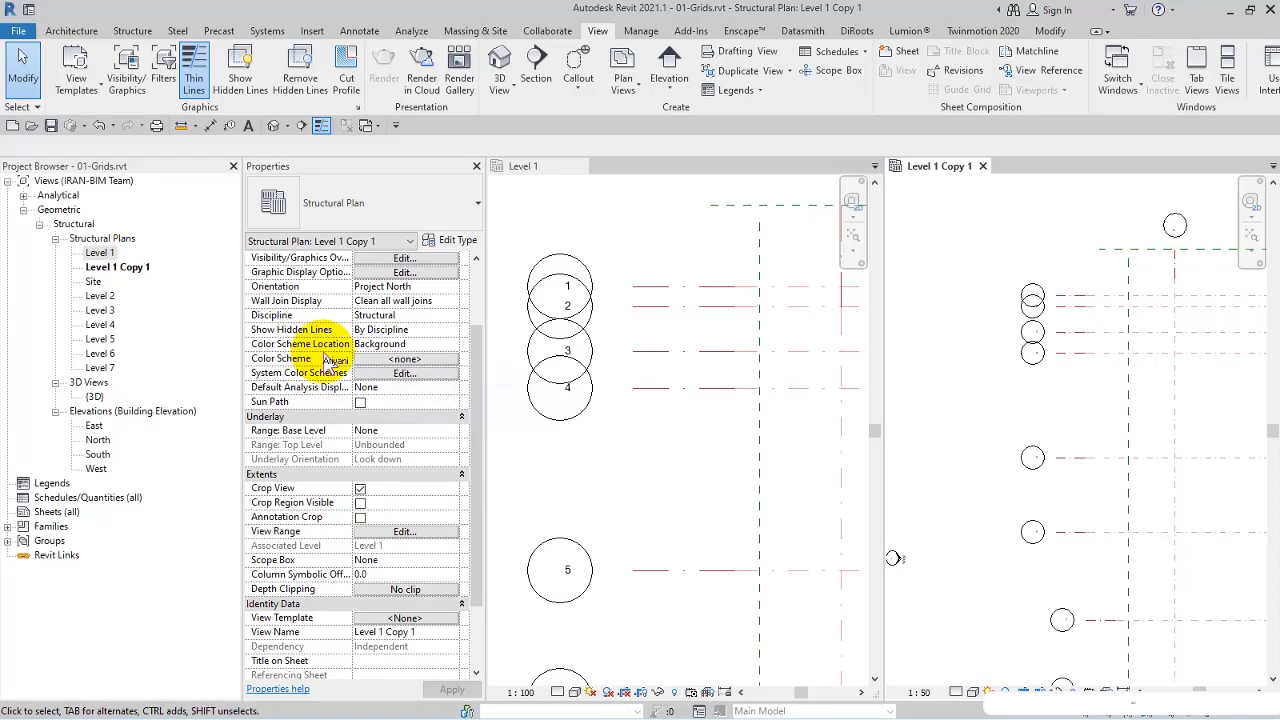 Autodesk Revit 2021.1 - 01-Grids.rvt - Structural Plan: Level 1 Copy 1
Sign In
File Architecture Structure Steel Precast Systems Insert Annotate Analyze Massing & Site Collaborate View Manage Add-Ins Enscape™ Datasmith DiRoots Lumion® Twinmotion 2020 Modify
Modify
View Templates
Visibility/ Graphics
Filters
Thin Lines
Show Hidden Lines
Remove Hidden Lines
Cut Profile
Render
Render in Cloud
Render Gallery
3D View
Section
Callout
Plan Views
Elevation
Drafting View
Duplicate View
Legends
Schedules
Scope Box
Sheet
View
Title Block
Revisions
Guide Grid
Matchline
View Reference
Viewports
Switch Windows
Close Inactive
Tab Views
Tile Views
Select
Graphics
Presentation
Create
Sheet Composition
Windows
Project Browser - 01-Grids.rvt
Views (IRAN-BIM Team)
Analytical
Geometric
Structural
Structural Plans
Level 1
Level 1 Copy 1
Site
Level 2
Level 3
Level 4
Level 5
Level 6
Level 7
3D Views
{3D}
Elevations (Building Elevation)
East
North
South
West
Legends
Schedules/Quantities (all)
Sheets (all)
Families
Groups
Revit Links
Properties
Structural Plan
Structural Plan: Level 1 Copy 1
Edit Type
Visibility/Graphics Ov... Edit...
Graphic Display Optio... Edit...
Orientation Project North
Wall Join Display Clean all wall joins
Discipline Structural
Show Hidden Lines By Discipline
Color Scheme Location Background
Color Scheme <none>
System Color Schemes Edit...
Default Analysis Displ... None
Sun Path
Underlay
Range: Base Level None
Range: Top Level Unbounded
Underlay Orientation Look down
Extents
Crop View
Crop Region Visible
Annotation Crop
View Range Edit...
Associated Level Level 1
Scope Box None
Column Symbolic Off... 0.0
Depth Clipping No clip
Identity Data
View Template <None>
View Name Level 1 Copy 1
Dependency Independent
Title on Sheet
Referencing Sheet
Properties help
Apply
Level 1
1
2
3
4
5
1 : 100
Level 1 Copy 1
1 : 50
Click to select, TAB for alternates, CTRL adds, SHIFT unselects.
:0
Main Model